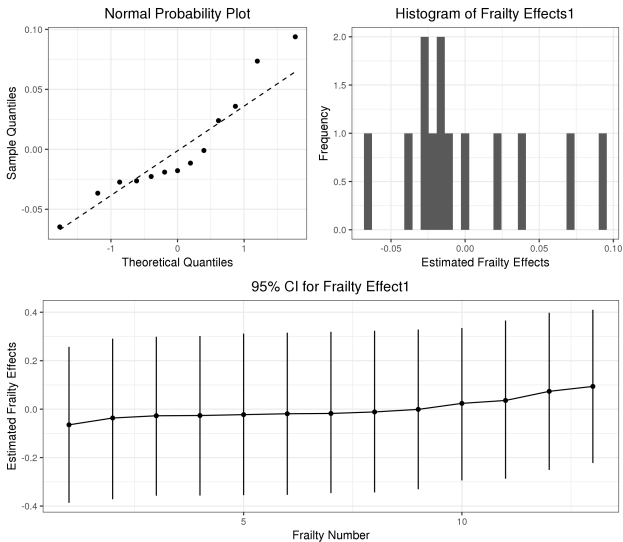 Normal Probability Plot
0.10
0.05
0.00
-0.05
Sample Quantiles
-1
0
1
Theoretical Quantiles
Histogram of Frailty Effects1
2.0
1.5
1.0
0.5
0.0
Frequency
-0.05
0.00
0.05
0.10
Estimated Frailty Effects
95% CI for Frailty Effect1
0.4
0.2
0.0
-0.2
-0.4
Estimated Frailty Effects
5
10
Frailty Number